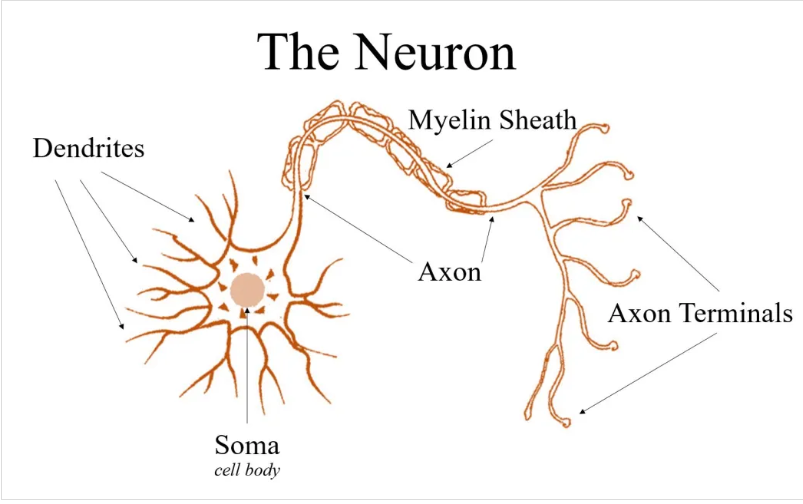 The Neuron
Myelin Sheath
Dendrites
Axon
Axon Terminals
Soma
cell body